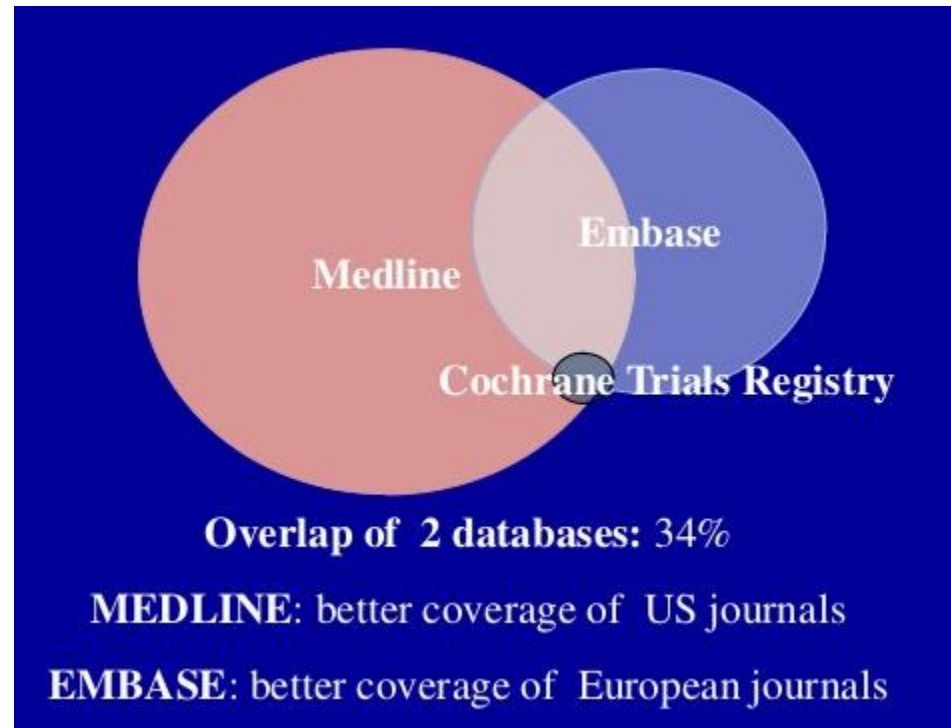 Embase
Medline
Cochrane Trials Registry
Overlap of 2 databases: 34%
MEDLINE: better coverage of US journals
EMBASE: better coverage of European journals